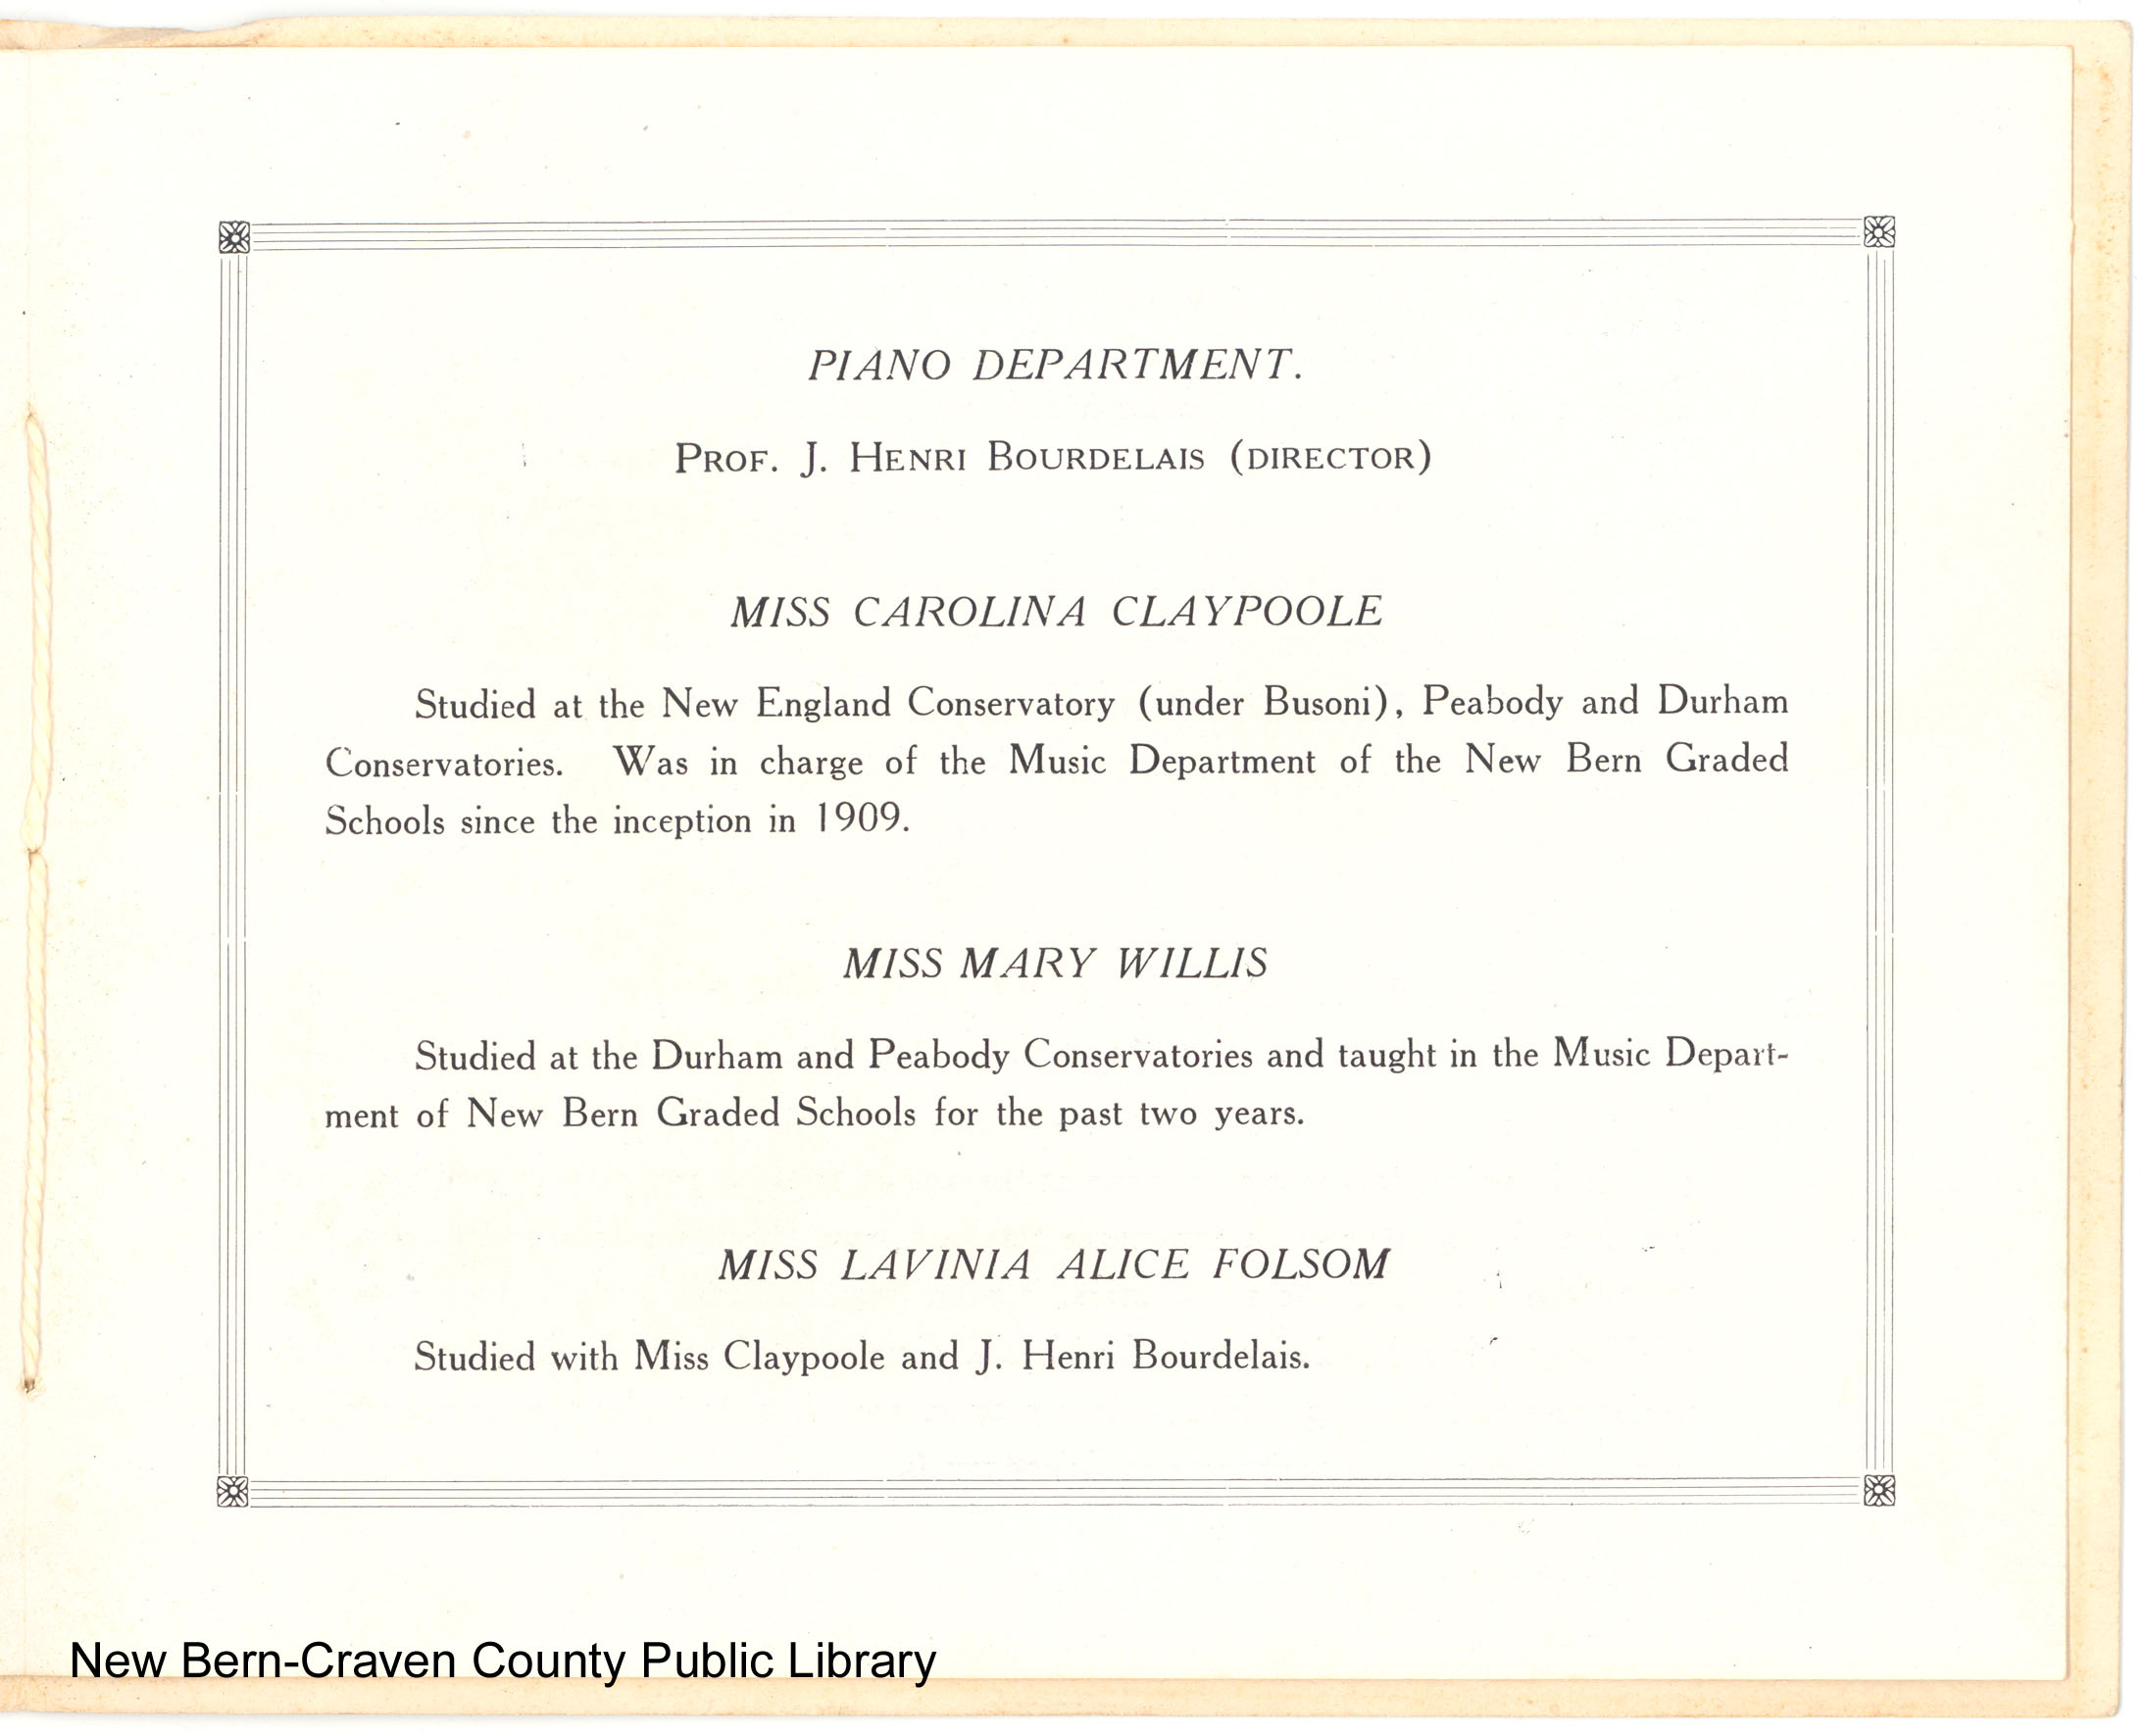 PIANO DEPARTMENT.
PROF. J. HENRI BOURDELAIS (DIRECTOR)
MISS CAROLINA CLAYPOOLE
Studied at the New England Conservatory (under Busoni), Peabody and Durham
Conservatories. Was in charge of the Music Department of the New Bern Graded
Schools since the inception in 1909.
MISS MARY WILLIS
Studied at the Durham and Peabody Conservatories and taught in the Music Depart-
ment of New Bern Graded Schools for the past two years.
MISS LAVINIA ALICE FOLSOM
Studied with Miss Claypoole and J. Henri Bourdelais.
New Bern-Craven County Public Library